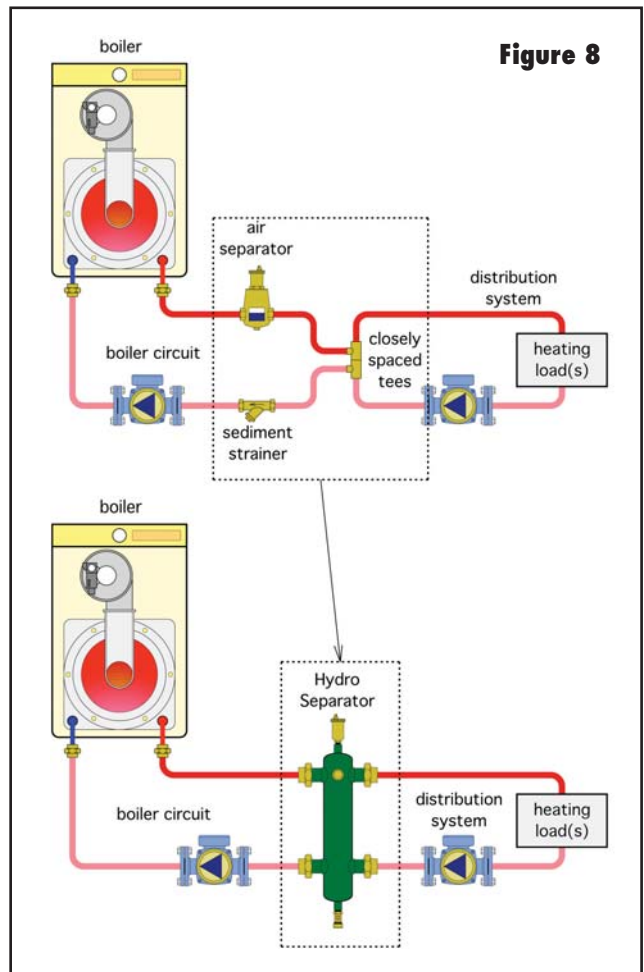 Figure 8
boiler
air
separator
distribution
system
boiler circuit
closely
spaced
tees
heating
load(s)
sediment
strainer
boiler
Hydro
Separator
boiler circuit
distribution
system
heating
load(s)